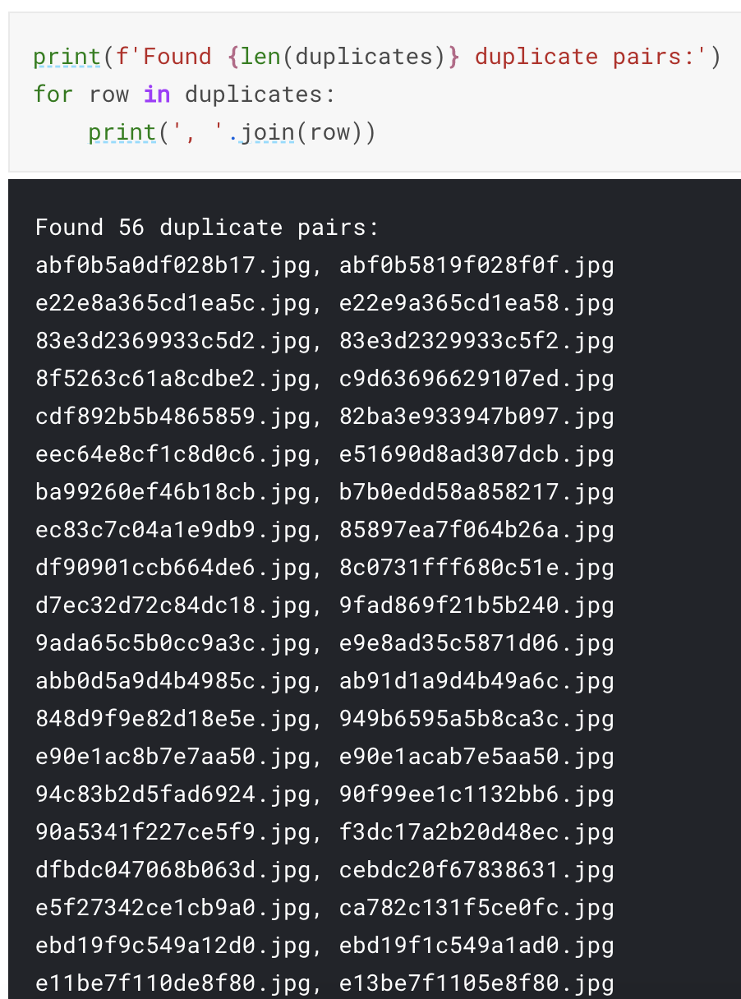 print(f'Found {len(duplicates)} duplicate pairs:')
for row in duplicates:
    print(', '.join(row))
Found 56 duplicate pairs:
abf0b5a0df028b17.jpg, abf0b5819f028f0f.jpg
e22e8a365cd1ea5c.jpg, e22e9a365cd1ea58.jpg
83e3d2369933c5d2.jpg, 83e3d2329933c5f2.jpg
8f5263c61a8cdbe2.jpg, c9d63696629107ed.jpg
cdf892b5b4865859.jpg, 82ba3e933947b097.jpg
eec64e8cf1c8d0c6.jpg, e51690d8ad307dcb.jpg
ba99260ef46b18cb.jpg, b7b0edd58a858217.jpg
ec83c7c04a1e9db9.jpg, 85897ea7f064b26a.jpg
df90901ccb664de6.jpg, 8c0731fff680c51e.jpg
d7ec32d72c84dc18.jpg, 9fad869f21b5b240.jpg
9ada65c5b0cc9a3c.jpg, e9e8ad35c5871d06.jpg
abb0d5a9d4b4985c.jpg, ab91d1a9d4b49a6c.jpg
848d9f9e82d18e5e.jpg, 949b6595a5b8ca3c.jpg
e90e1ac8b7e7aa50.jpg, e90e1acab7e5aa50.jpg
94c83b2d5fad6924.jpg, 90f99ee1c1132bb6.jpg
90a5341f227ce5f9.jpg, f3dc17a2b20d48ec.jpg
dfbdc047068b063d.jpg, cebdc20f67838631.jpg
e5f27342ce1cb9a0.jpg, ca782c131f5ce0fc.jpg
ebd19f9c549a12d0.jpg, ebd19f1c549a1ad0.jpg
e11be7f110de8f80.jpg, e13be7f1105e8f80.jpg